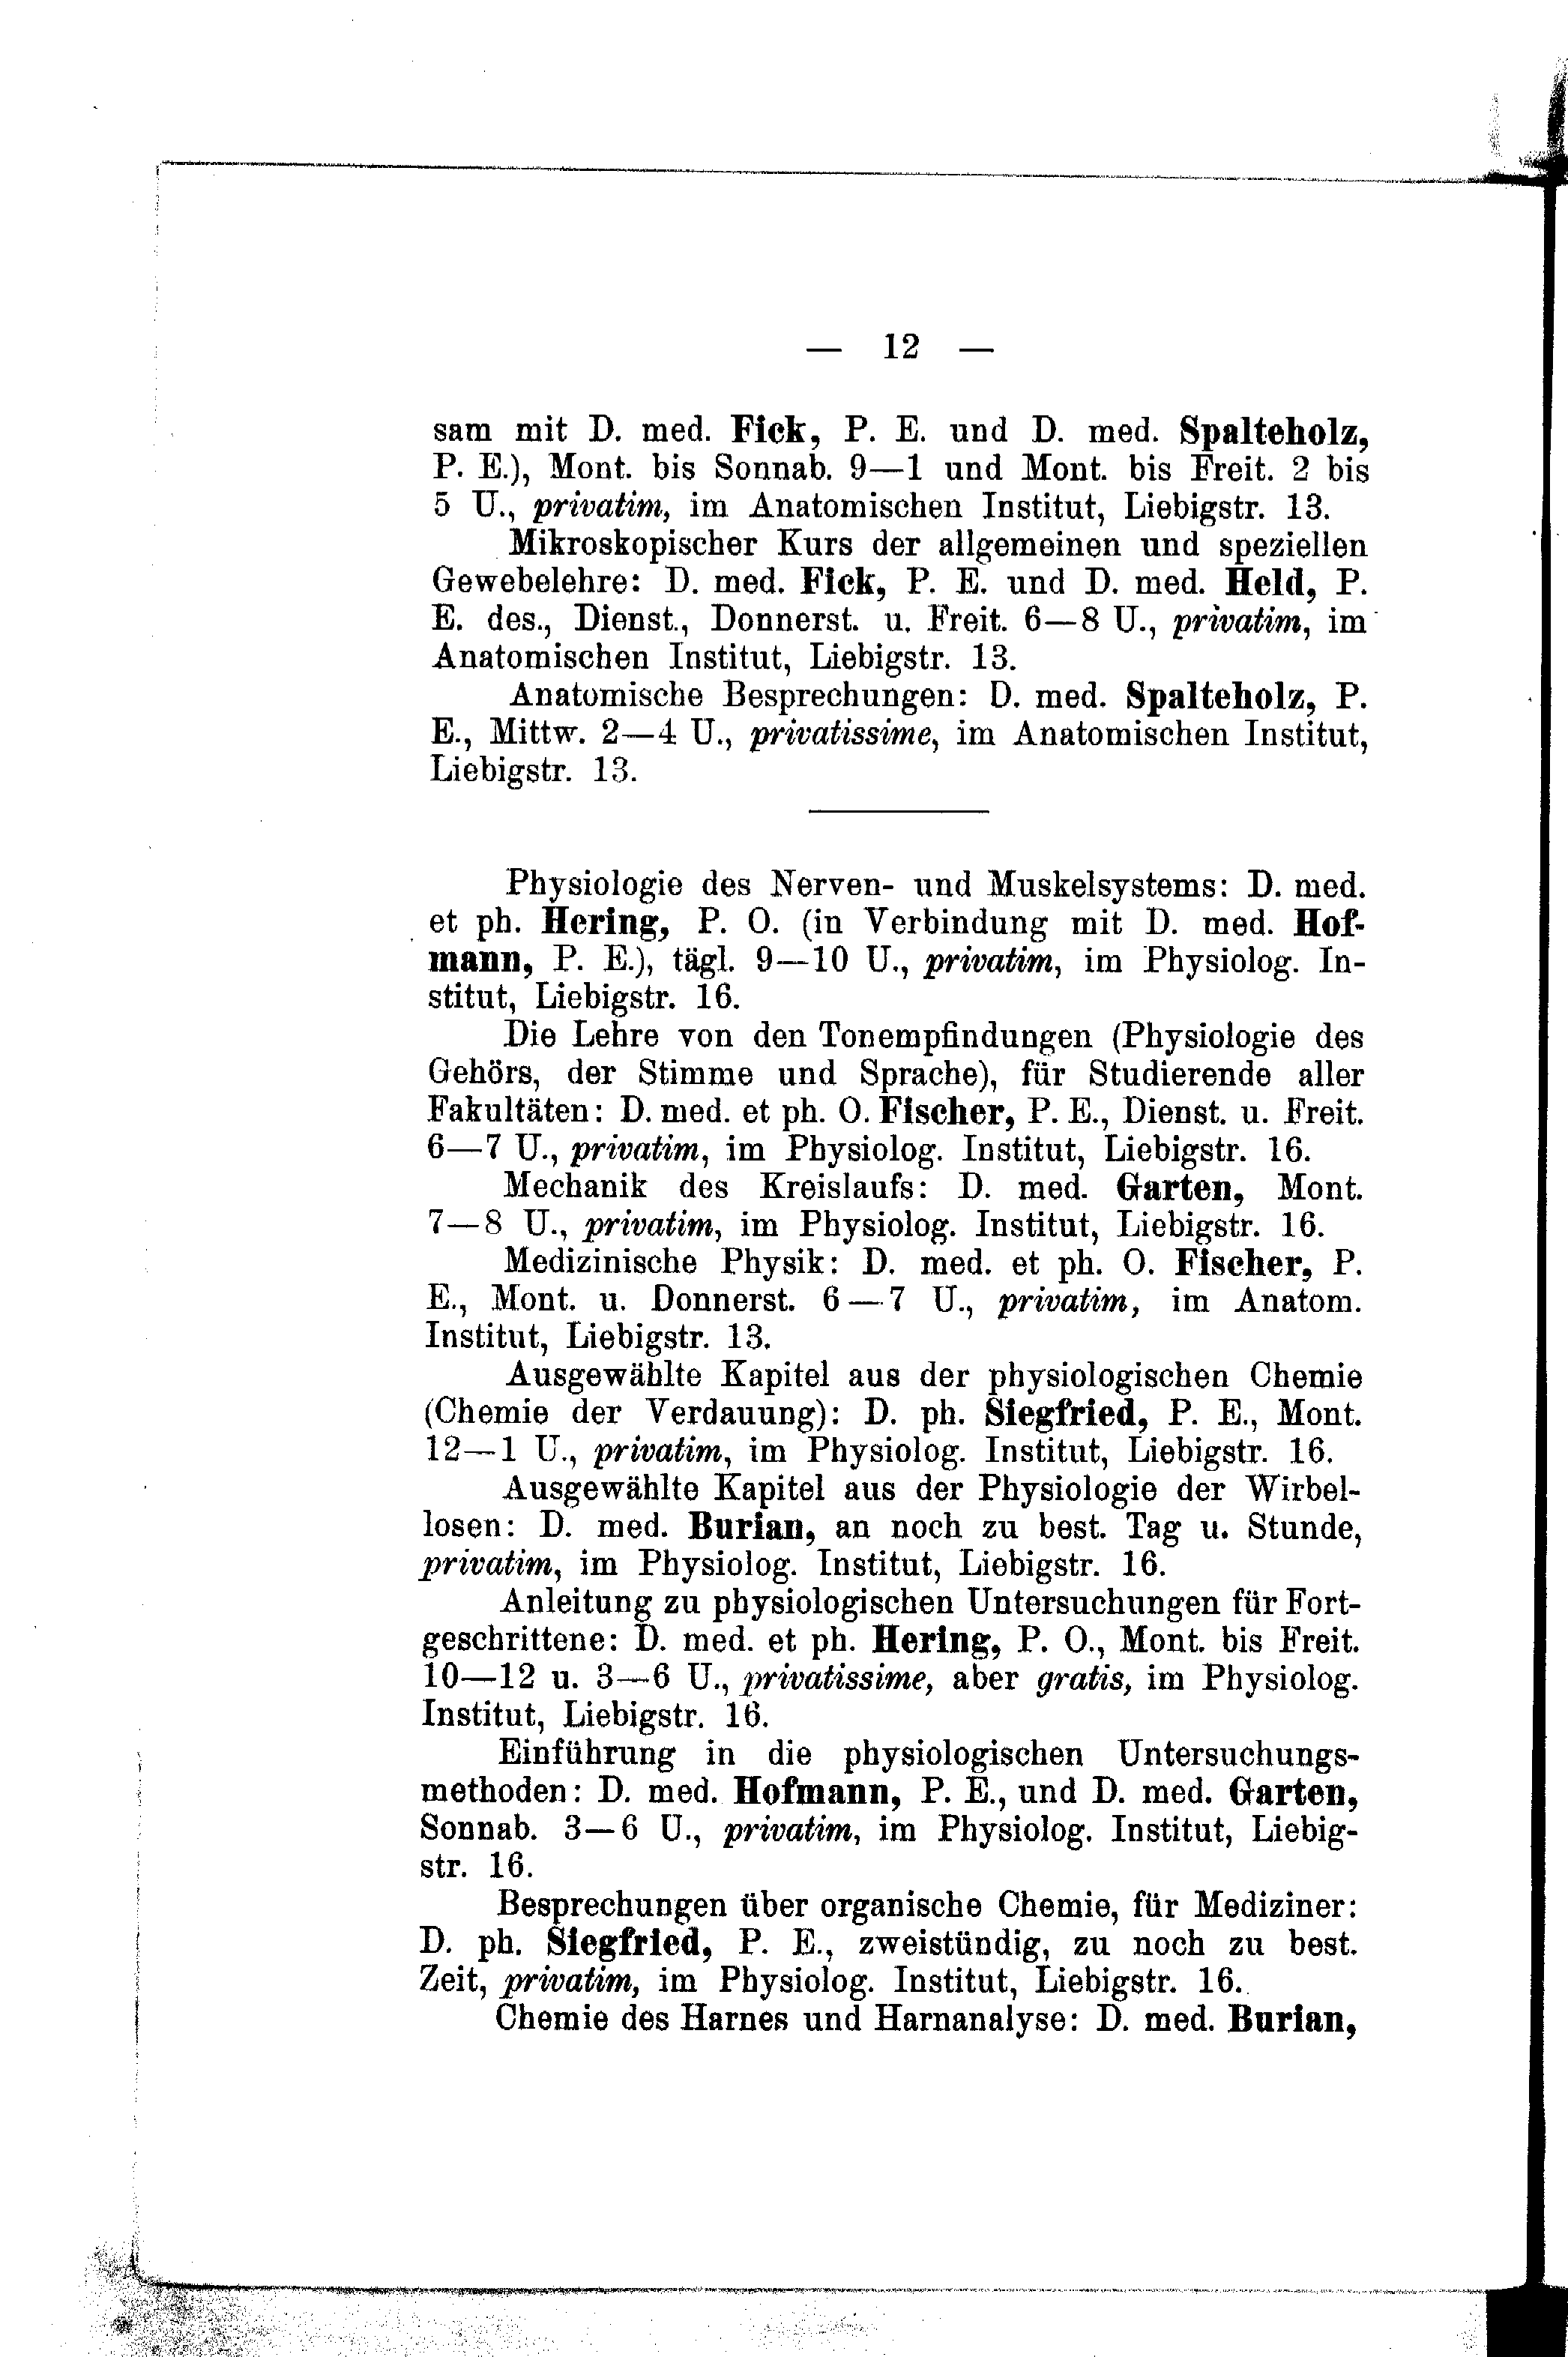 — 12 —
sam mit D. med. Fick, P. E. und D. med. Spalteholz,
P. E.), Mont. bis Sonnab. 9—1 und Mont. bis Freit. 2 bis
5 U., privatim, im Anatomischen Institut, Liebigstr. 13.
Mikroskopischer Kurs der allgemeinen und speziellen
Gewebelehre: D. med. Fick, P. E. und D. med. Held, P.
E. des., Dienst., Donnerst. u. Freit. 6—8 U., privatim, im
Anatomischen Institut, Liebigstr. 13.
Anatomische Besprechungen: D. med. Spalteholz, P.
E., Mittw. 2—4 U., privatissime, im Anatomischen Institut,
Liebigstr. 13.
Physiologie des Nerven- und Muskelsystems: D. med.
et ph. Hering, P. O. (in Verbindung mit D. med. Hof-
mann, P. E.), tägl. 9—10 U., privatim, im Physiolog. In-
stitut, Liebigstr. 16.
Die Lehre von den Tonempfindungen (Physiologie des
Gehörs, der Stimme und Sprache), für Studierende aller
Fakultäten: D. med. et ph. O. Fischer, P. E., Dienst. u. Freit.
6—7 U., privatim, im Physiolog. Institut, Liebigstr. 16.
Mechanik des Kreislaufs: D. med. Garten, Mont.
7—8 U., privatim, im Physiolog. Institut, Liebigstr. 16.
Medizinische Physik: D. med. et ph. O. Fischer, P.
E., Mont. u. Donnerst. 6—7 U., privatim, im Anatom.
Institut, Liebigstr. 13.
Ausgewählte Kapitel aus der physiologischen Chemie
(Chemie der Verdauung): D. ph. Siegfried, P. E., Mont.
12—1 U., privatim, im Physiolog. Institut, Liebigstr. 16.
Ausgewählte Kapitel aus der Physiologie der Wirbel-
losen: D. med. Burian, an noch zu best. Tag u. Stunde,
privatim, im Physiolog. Institut, Liebigstr. 16.
Anleitung zu physiologischen Untersuchungen für Fort-
geschrittene: D. med. et ph. Hering, P. O., Mont. bis Freit.
10—12 u. 3—6 U., privatissime, aber gratis, im Physiolog.
Institut, Liebigstr. 16.
Einführung in die physiologischen Untersuchungs-
methoden: D. med. Hofmann, P. E., und D. med. Garten,
Sonnab. 3—6 U., privatim, im Physiolog. Institut, Liebig-
str. 16.
Besprechungen über organische Chemie, für Mediziner:
D. ph. Siegfried, P. E., zweistündig, zu noch zu best.
Zeit, privatim, im Physiolog. Institut, Liebigstr. 16.
Chemie des Harnes und Harnanalyse: D. med. Burian,